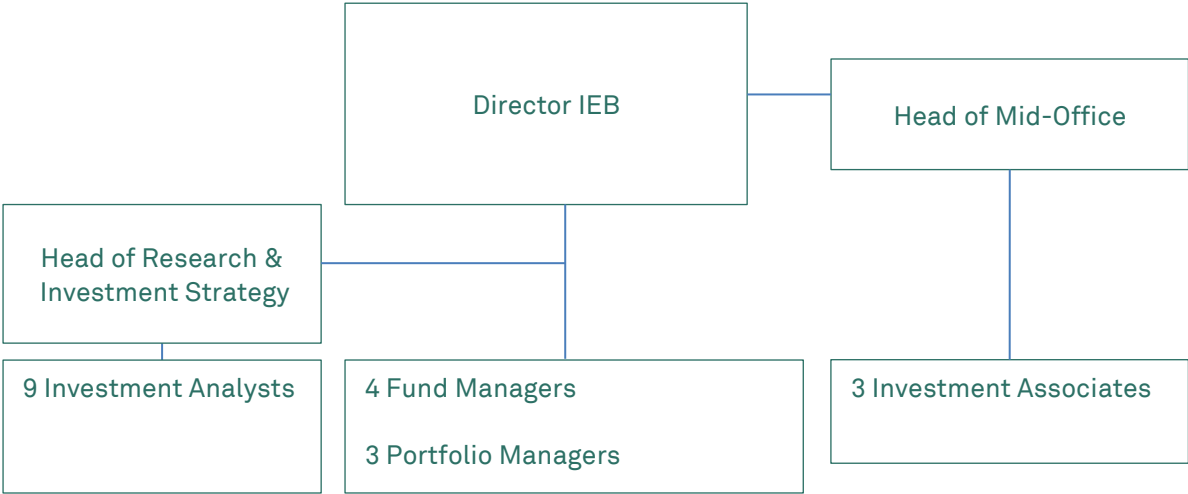 Director IEB
Head of Mid-Office
Head of Research &
Investment Strategy
9 Investment Analysts
4 Fund Managers
3 Portfolio Managers
3 Investment Associates